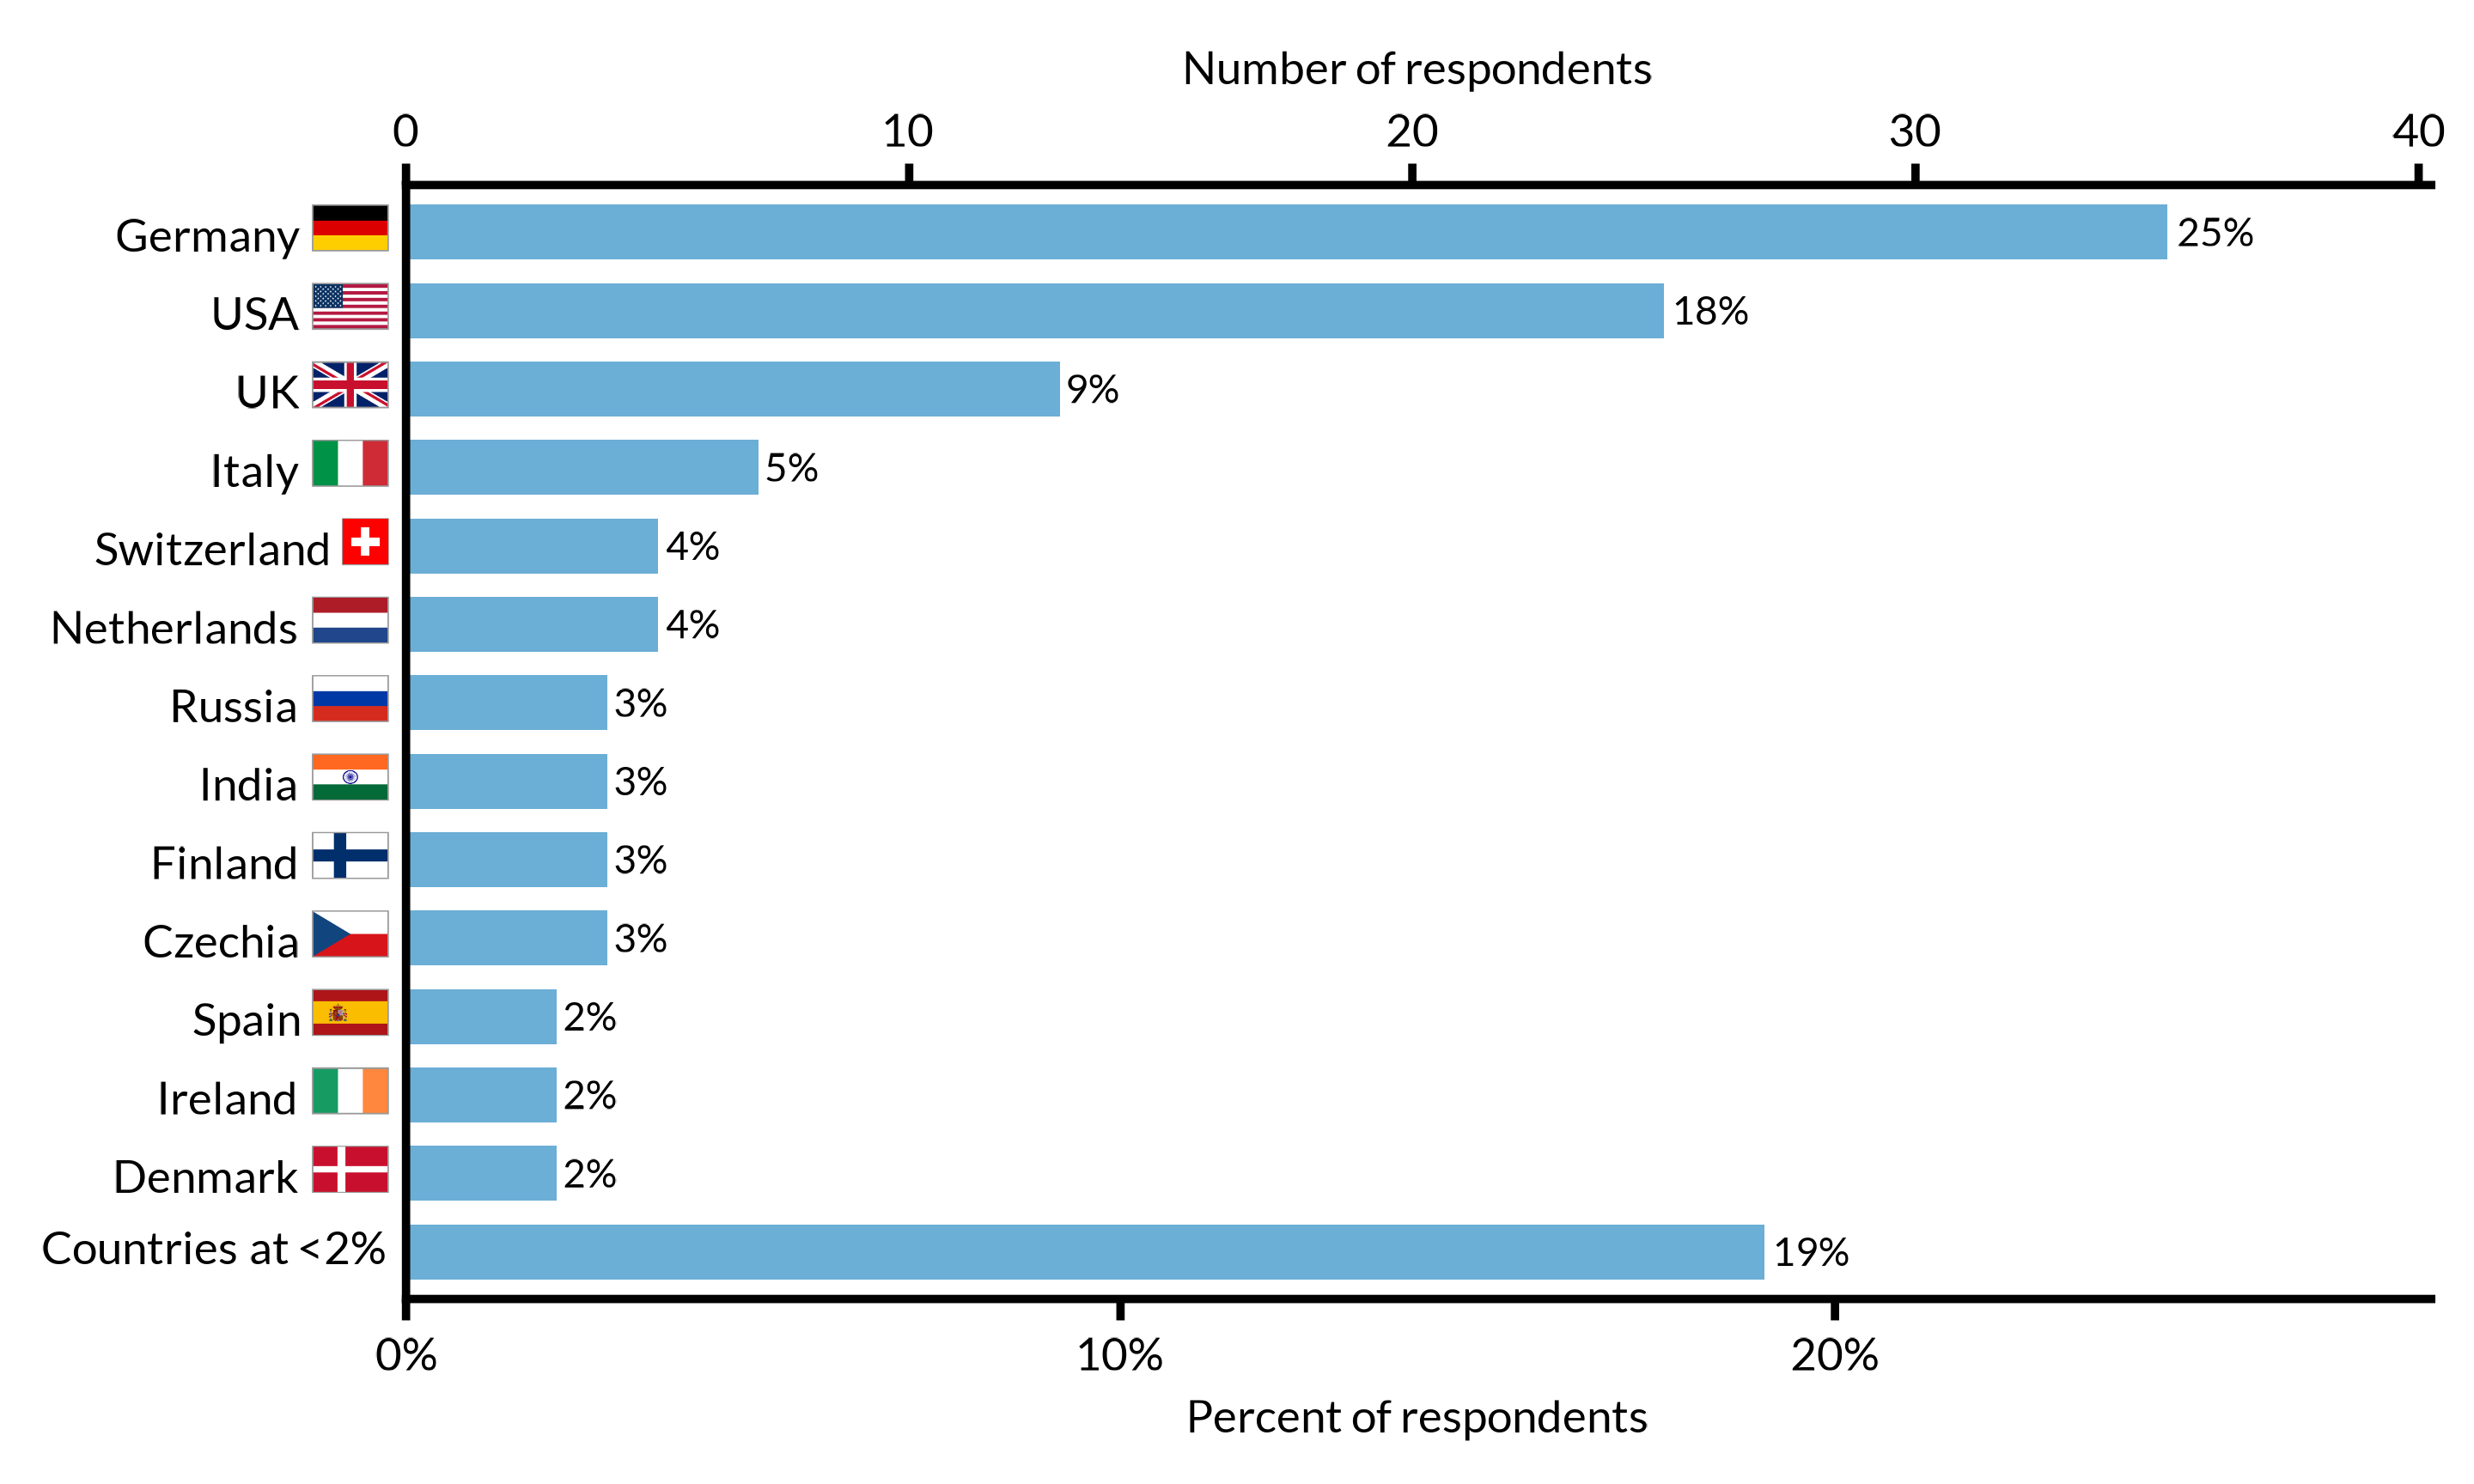 Number of respondents
0 10 20 30 40
Germany 25%
USA 18%
UK 9%
Italy 5%
Switzerland 4%
Netherlands 4%
Russia 3%
India 3%
Finland 3%
Czechia 3%
Spain 2%
Ireland 2%
Denmark 2%
Countries at <2% 19%
0% 10% 20%
Percent of respondents